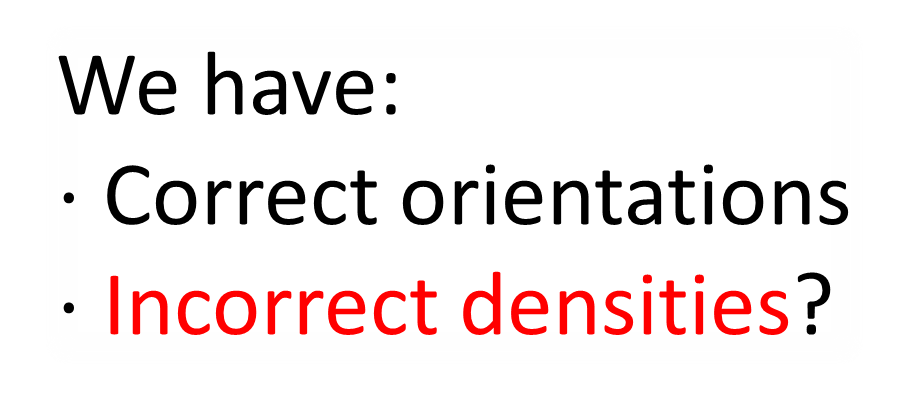 We have:
· Correct orientations
· Incorrect densities?